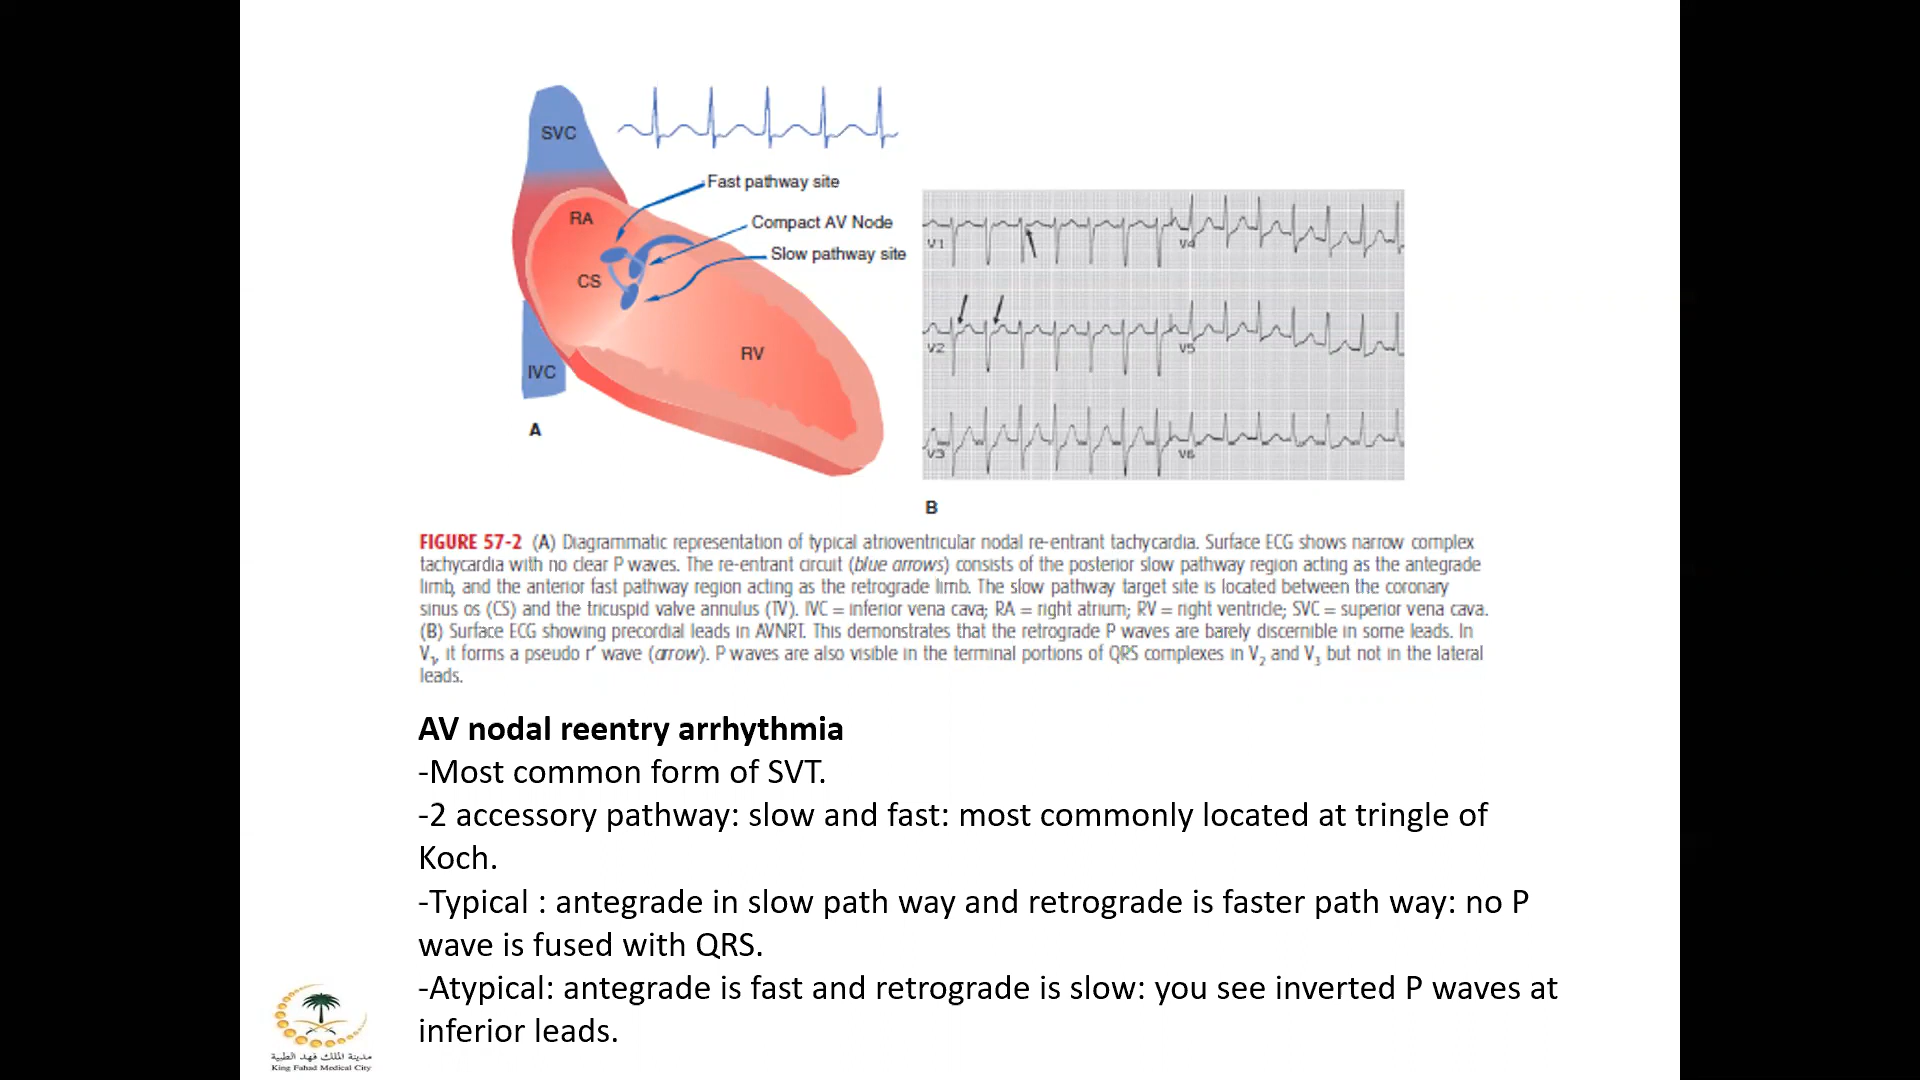 SVC
Fast pathway site
RA
Compact AV Node
Slow pathway site
CS
RV
IVC
A
V1
V4
V2
V5
V3
V6
B
FIGURE 57-2 (A) Diagrammatic representation of typical atrioventricular nodal re-entrant tachycardia. Surface ECG shows narrow complex
tachycardia with no clear P waves. The re-entrant circuit (blue arrows) consists of the posterior slow pathway region acting as the antegrade
limb, and the anterior fast pathway region acting as the retrograde limb. The slow pathway target site is located between the coronary
sinus os (CS) and the tricuspid valve annulus (TV). IVC = inferior vena cava; RA = right atrium; RV = right ventricle; SVC = superior vena cava.
(B) Surface ECG showing precordial leads in AVNRT. This demonstrates that the retrograde P waves are barely discernible in some leads. In
V1, it forms a pseudo r′ wave (arrow). P waves are also visible in the terminal portions of QRS complexes in V2 and V3 but not in the lateral
leads.
AV nodal reentry arrhythmia
-Most common form of SVT.
-2 accessory pathway: slow and fast: most commonly located at tringle of
Koch.
-Typical : antegrade in slow path way and retrograde is faster path way: no P
wave is fused with QRS.
-Atypical: antegrade is fast and retrograde is slow: you see inverted P waves at
inferior leads.
مدينة الملك فهد الطبية
King Fahad Medical City